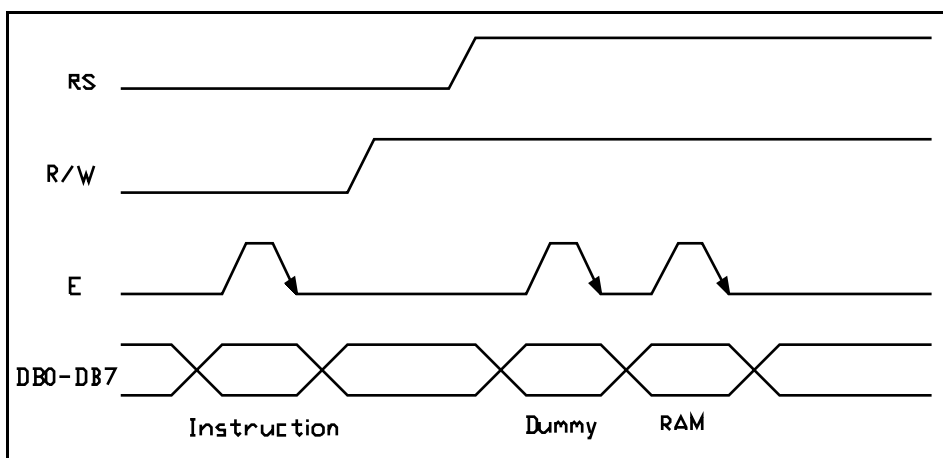 RS
R/W
E
DB0-DB7
Instruction Dummy RAM